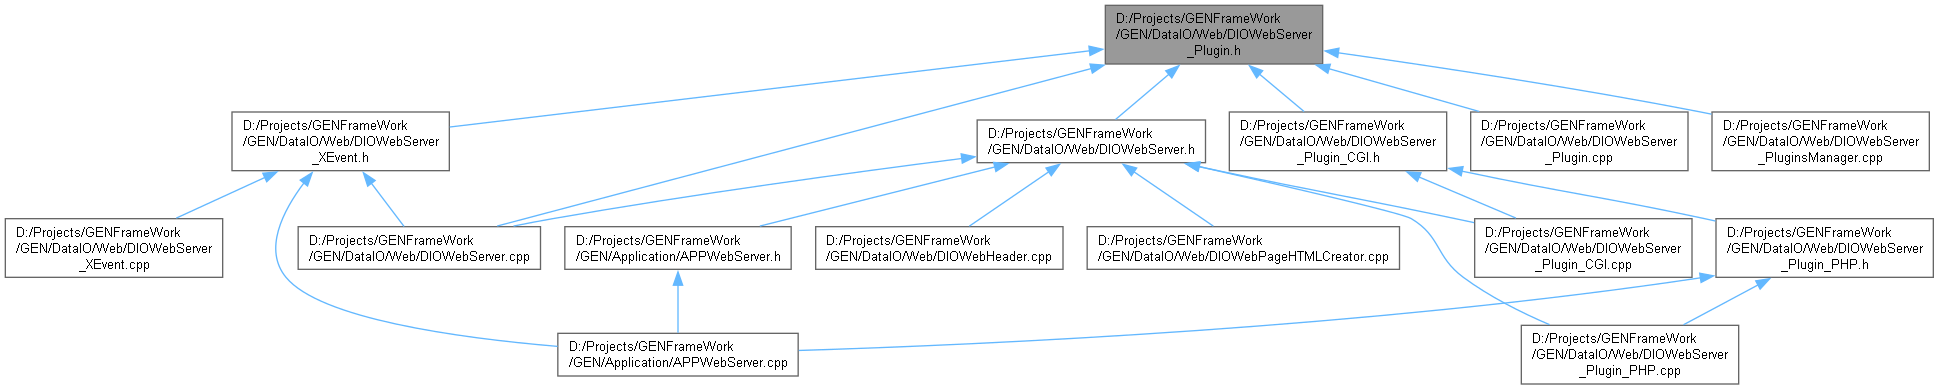 D:/Projects/GENFrameWork
/GEN/DataIO/Web/DIOWebServer
_Plugin.h
D:/Projects/GENFrameWork
/GEN/DataIO/Web/DIOWebServer
_XEvent.h
D:/Projects/GENFrameWork
/GEN/DataIO/Web/DIOWebServer.h
D:/Projects/GENFrameWork
/GEN/DataIO/Web/DIOWebServer
_Plugin_CGI.h
D:/Projects/GENFrameWork
/GEN/DataIO/Web/DIOWebServer
_Plugin.cpp
D:/Projects/GENFrameWork
/GEN/DataIO/Web/DIOWebServer
_PluginsManager.cpp
D:/Projects/GENFrameWork
/GEN/DataIO/Web/DIOWebServer
_XEvent.cpp
D:/Projects/GENFrameWork
/GEN/DataIO/Web/DIOWebServer.cpp
D:/Projects/GENFrameWork
/GEN/Application/APPWebServer.h
D:/Projects/GENFrameWork
/GEN/DataIO/Web/DIOWebHeader.cpp
D:/Projects/GENFrameWork
/GEN/DataIO/Web/DIOWebPageHTMLCreator.cpp
D:/Projects/GENFrameWork
/GEN/DataIO/Web/DIOWebServer
_Plugin_CGI.cpp
D:/Projects/GENFrameWork
/GEN/DataIO/Web/DIOWebServer
_Plugin_PHP.h
D:/Projects/GENFrameWork
/GEN/Application/APPWebServer.cpp
D:/Projects/GENFrameWork
/GEN/DataIO/Web/DIOWebServer
_Plugin_PHP.cpp